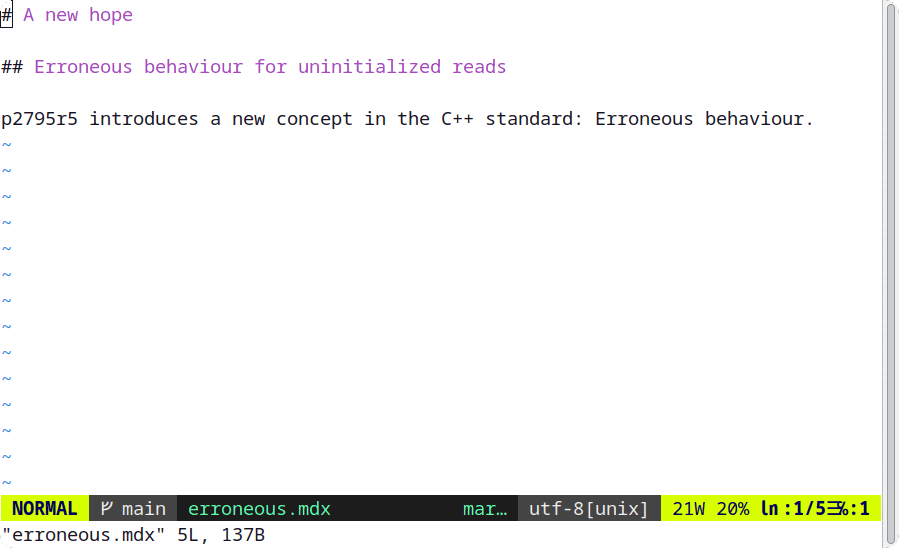 # A new hope
## Erroneous behaviour for uninitialized reads
p2795r5 introduces a new concept in the C++ standard: Erroneous behaviour.
~
~
~
~
~
~
~
~
~
~
~
~
~
~
NORMAL main erroneous.mdx mar… utf-8[unix] 21W 20% ln :1/5☰%:1
"erroneous.mdx" 5L, 137B